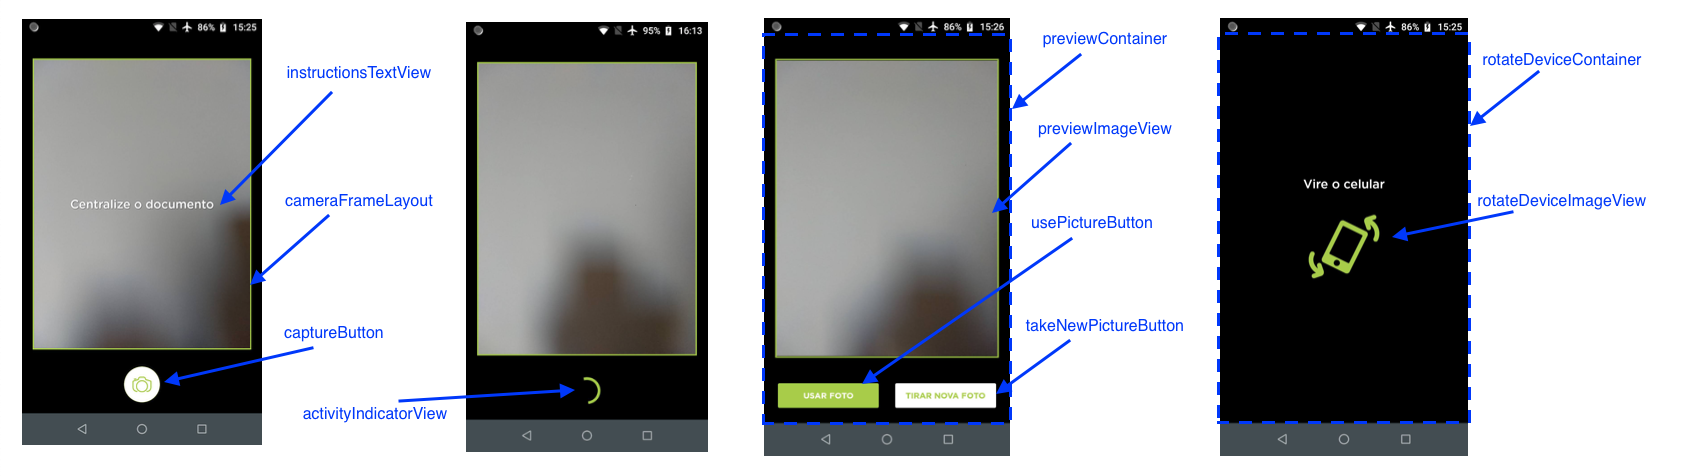 86% 15:25
instructionsTextView
Centralize o documento
cameraFrameLayout
captureButton
95% 16:13
activityIndicatorView
86% 15:26
previewContainer
previewImageView
usePictureButton
takeNewPictureButton
USAR FOTO
TIRAR NOVA FOTO
86% 15:25
rotateDeviceContainer
Vire o celular
rotateDeviceImageView